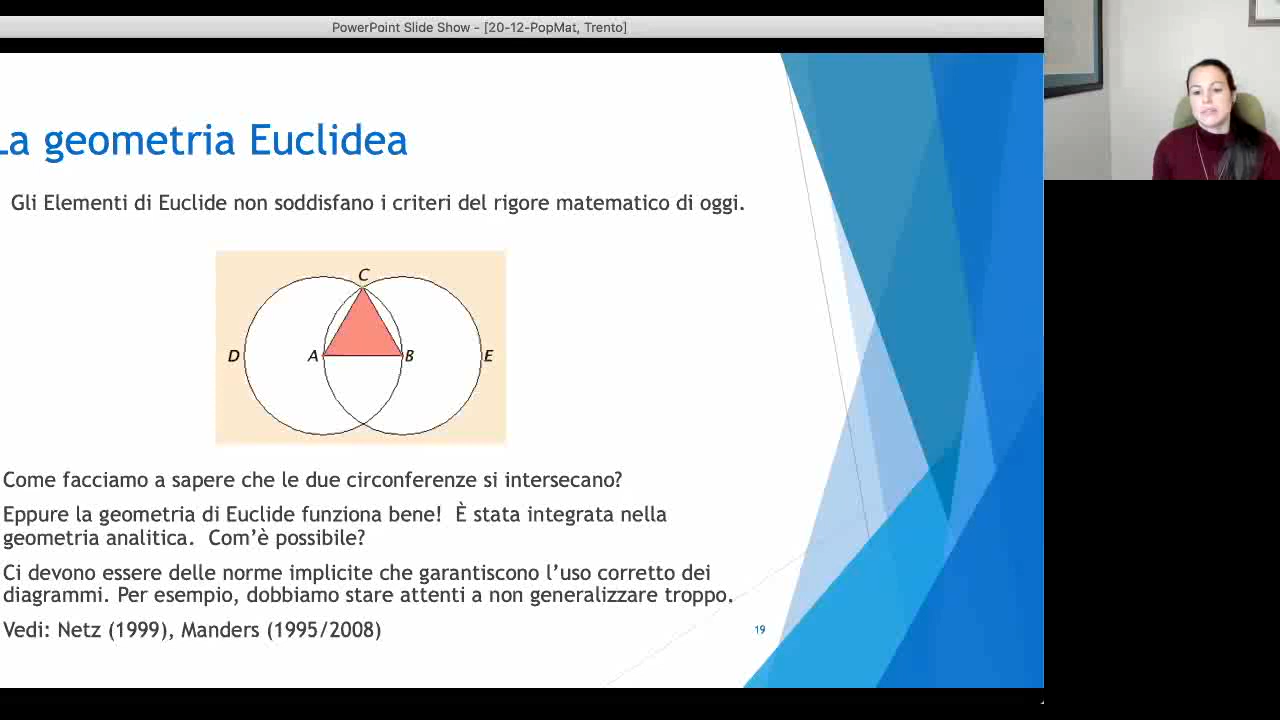 PowerPoint Slide Show - [20-12-PopMat, Trento]
La geometria Euclidea
Gli Elementi di Euclide non soddisfano i criteri del rigore matematico di oggi.
C
D A B E
Come facciamo a sapere che le due circonferenze si intersecano?
Eppure la geometria di Euclide funziona bene! È stata integrata nella
geometria analitica. Com'è possibile?
Ci devono essere delle norme implicite che garantiscono l'uso corretto dei
diagrammi. Per esempio, dobbiamo stare attenti a non generalizzare troppo.
Vedi: Netz (1999), Manders (1995/2008)
19